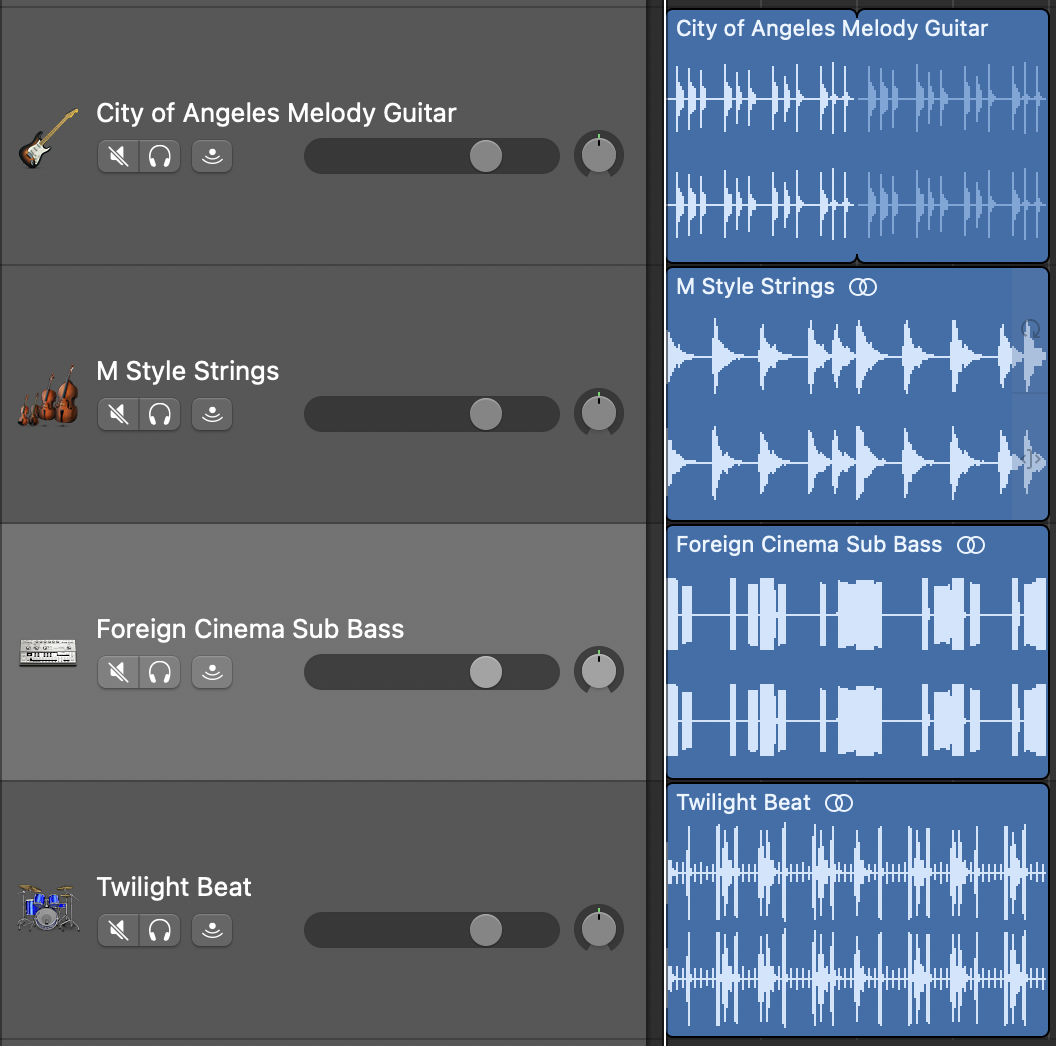 City of Angeles Melody Guitar
City of Angeles Melody Guitar
M Style Strings
M Style Strings
Foreign Cinema Sub Bass
Foreign Cinema Sub Bass
Twilight Beat
Twilight Beat